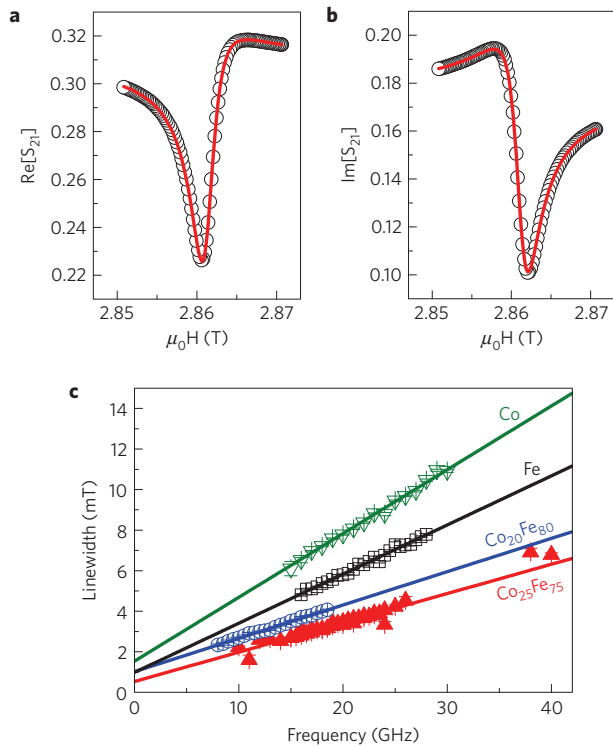 a
b
0.32
0.30
0.28
0.26
0.24
0.22
Re[S₂₁]
2.85
2.86
2.87
μ₀H (T)
0.20
0.18
0.16
0.14
0.12
0.10
Im[S₂₁]
2.85
2.86
2.87
μ₀H (T)
c
14
12
10
8
6
4
2
0
Linewidth (mT)
Co
Fe
Co₂₀Fe₈₀
Co₂₅Fe₇₅
0
10
20
30
40
Frequency (GHz)